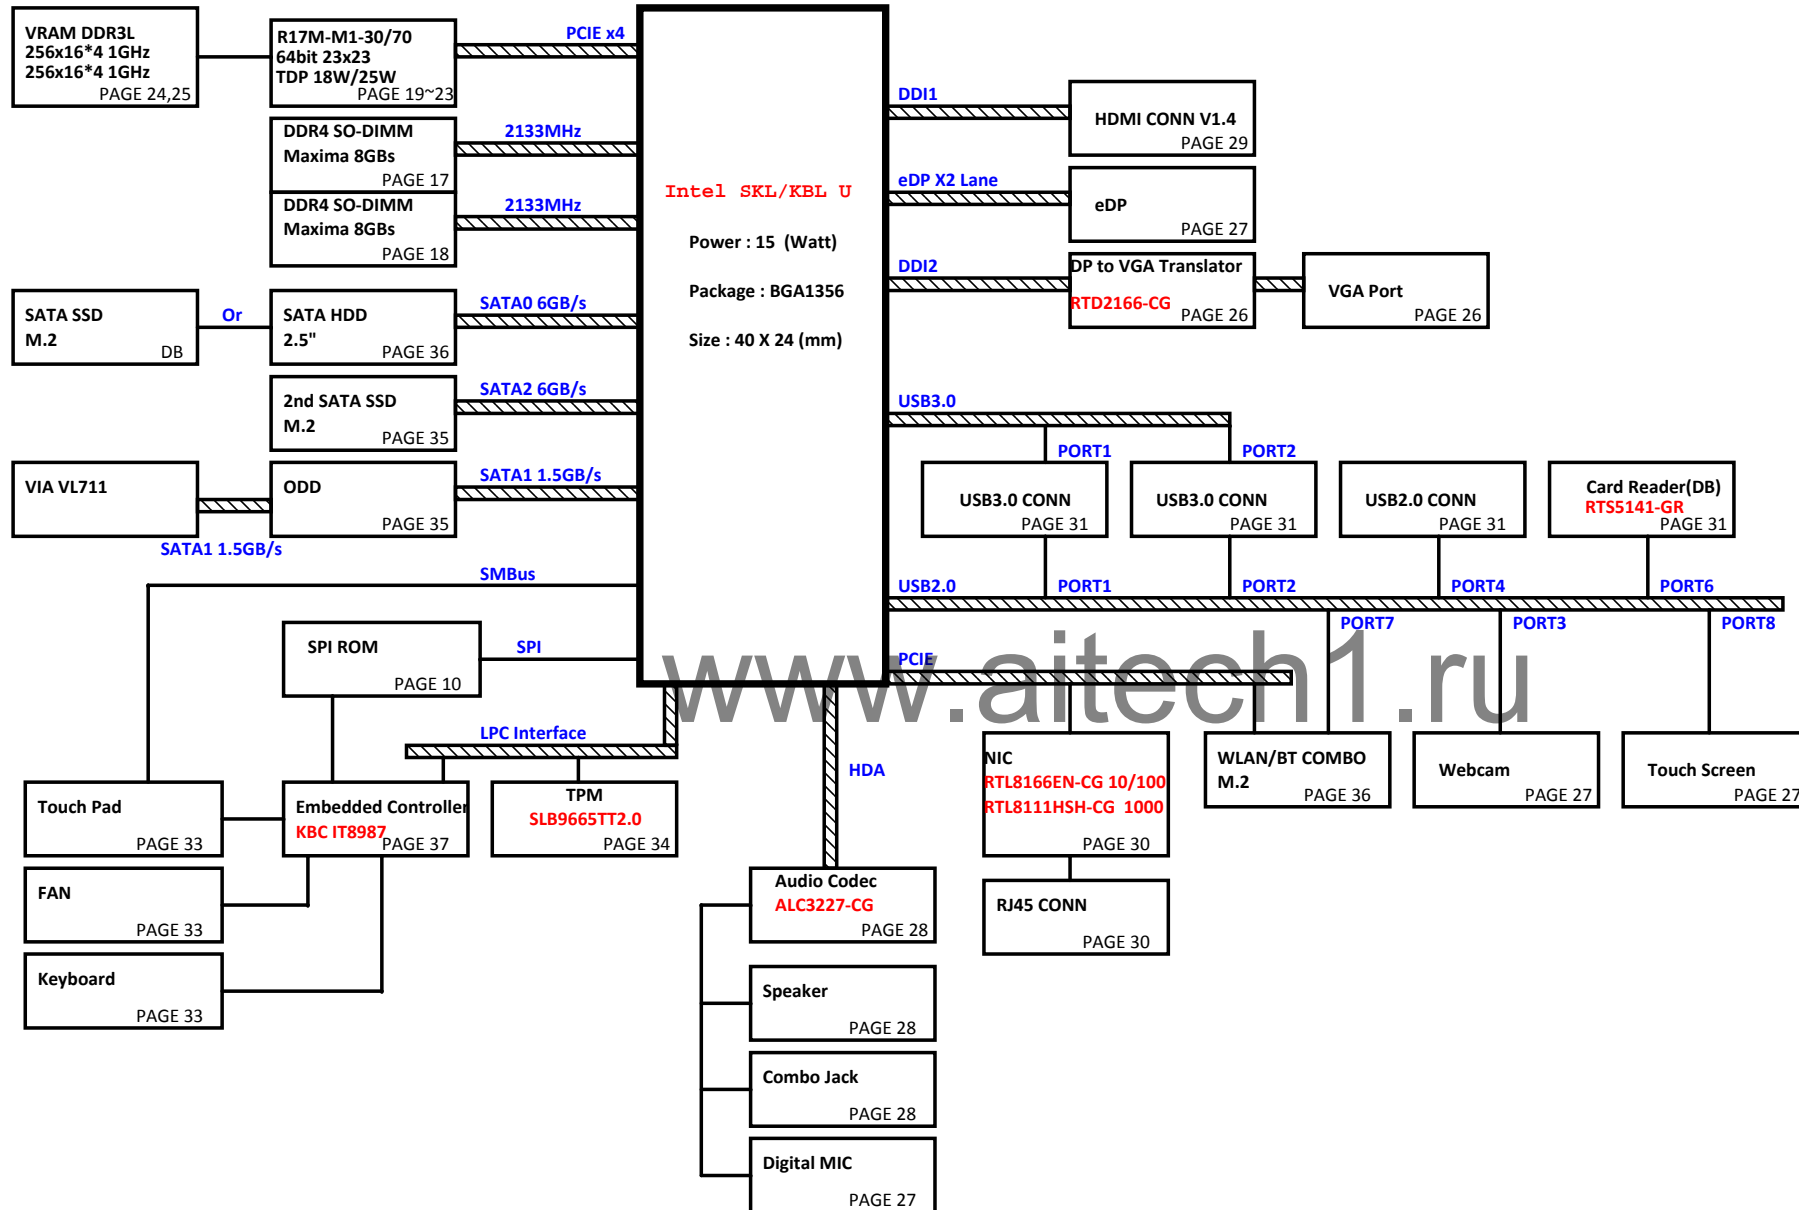 VRAM DDR3L
256x16*4 1GHz
256x16*4 1GHz
PAGE 24,25
R17M-M1-30/70
64bit 23x23
TDP 18W/25W
PAGE 19~23
PCIE x4
DDR4 SO-DIMM
Maxima 8GBs
PAGE 17
2133MHz
DDR4 SO-DIMM
Maxima 8GBs
PAGE 18
2133MHz
SATA SSD
M.2
DB
Or
SATA HDD
2.5"
PAGE 36
SATA0 6GB/s
2nd SATA SSD
M.2
PAGE 35
SATA2 6GB/s
VIA VL711
SATA1 1.5GB/s
ODD
PAGE 35
SATA1 1.5GB/s
SMBus
SPI ROM
PAGE 10
SPI
LPC Interface
Intel SKL/KBL U
Power : 15 (Watt)
Package : BGA1356
Size : 40 X 24 (mm)
DDI1
HDMI CONN V1.4
PAGE 29
eDP X2 Lane
eDP
PAGE 27
DDI2
DP to VGA Translator
RTD2166-CG
PAGE 26
VGA Port
PAGE 26
USB3.0
PORT1
PORT2
USB3.0 CONN
PAGE 31
USB3.0 CONN
PAGE 31
USB2.0 CONN
PAGE 31
Card Reader(DB)
RTS5141-GR
PAGE 31
USB2.0
PORT1
PORT2
PORT4
PORT6
PORT7
PORT3
PORT8
PCIE
www.aitech1.ru
Touch Pad
PAGE 33
Embedded Controller
KBC IT8987
PAGE 37
TPM
SLB9665TT2.0
PAGE 34
HDA
NIC
RTL8166EN-CG 10/100
RTL8111HSH-CG 1000
PAGE 30
WLAN/BT COMBO
M.2
PAGE 36
Webcam
PAGE 27
Touch Screen
PAGE 27
FAN
PAGE 33
Audio Codec
ALC3227-CG
PAGE 28
RJ45 CONN
PAGE 30
Keyboard
PAGE 33
Speaker
PAGE 28
Combo Jack
PAGE 28
Digital MIC
PAGE 27